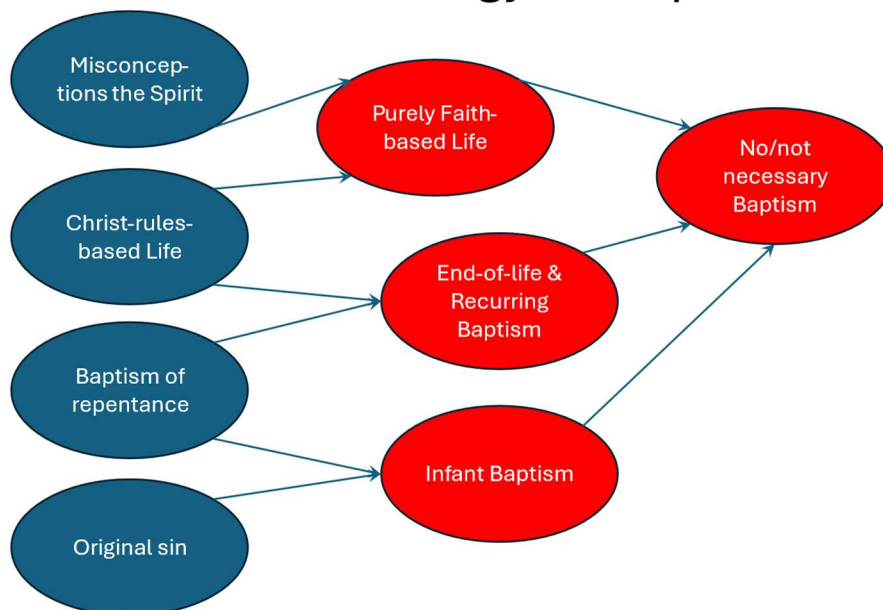 Misconcep-
tions the Spirit
Purely Faith-
based Life
No/not
necessary
Baptism
Christ-rules-
based Life
End-of-life &
Recurring
Baptism
Baptism of
repentance
Infant Baptism
Original sin